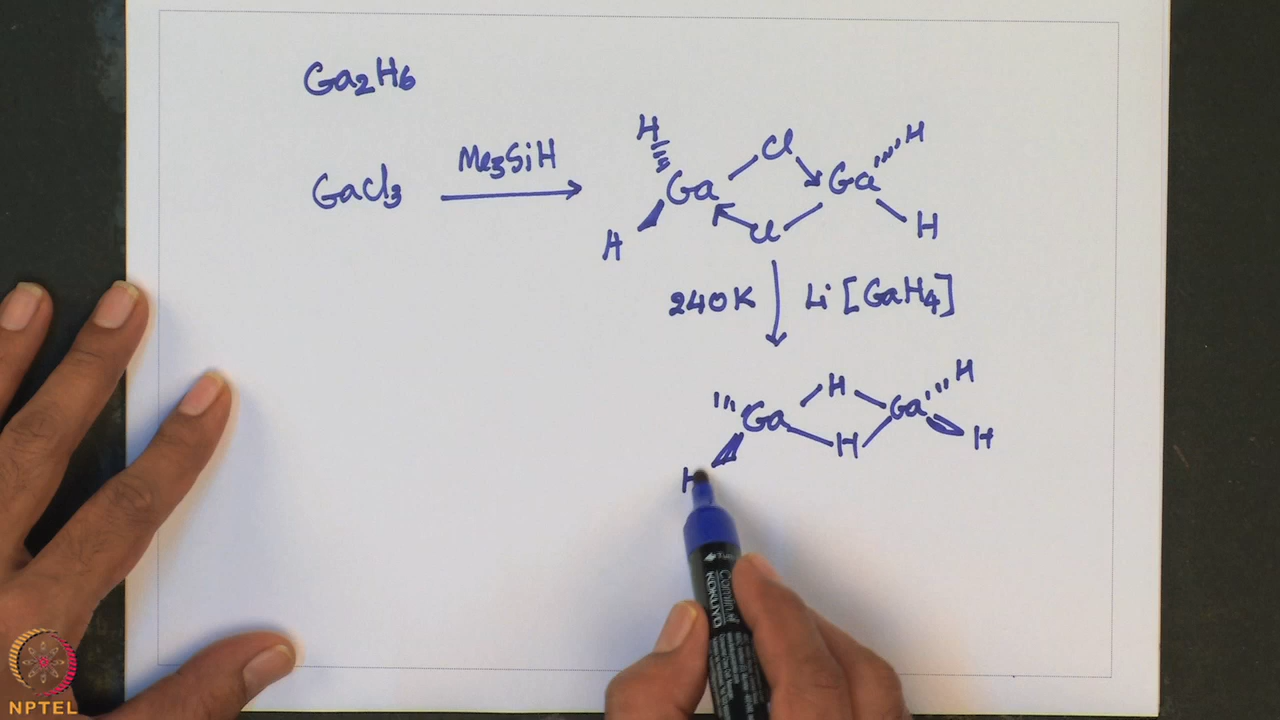 Ga₂H₆
GaCl₃ Me₃SiH
H Cl H
Ga Ga
H Cl H
240K Li[GaH₄]
H H
Ga Ga
H H
H
NPTEL